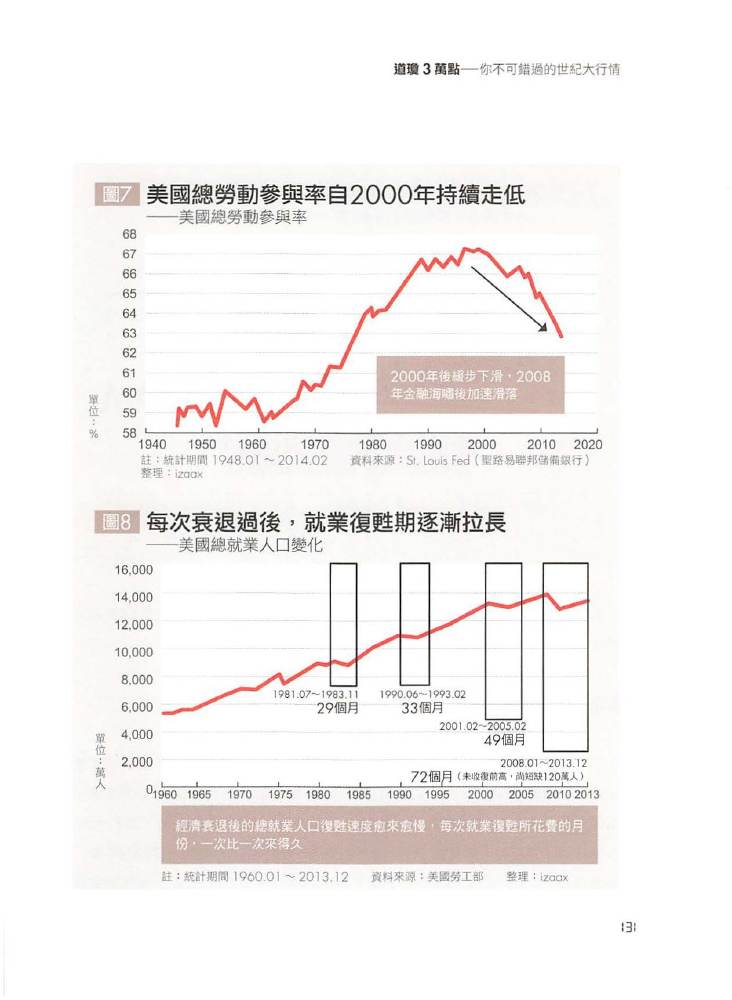 道瓊3萬點──你不可錯過的世紀大行情
圖7 美國總勞動參與率自2000年持續走低
──美國總勞動參與率
68
67
66
65
64
63
62
61
60
59
58
單位：%
2000年後緩步下滑，2008
年金融海嘯後加速滑落
1940 1950 1960 1970 1980 1990 2000 2010 2020
註：統計期間 1948.01～2014.02 資料來源：St. Louis Fed（聖路易聯邦儲備銀行）
整理：izaax
圖8 每次衰退過後，就業復甦期逐漸拉長
──美國總就業人口變化
16,000
14,000
12,000
10,000
8,000
6,000
4,000
2,000
0
單位：萬人
1981.07～1983.11
29個月
1990.06～1993.02
33個月
2001.02～2005.02
49個月
2008.01～2013.12
72個月（未收復前高，尚短缺120萬人）
1960 1965 1970 1975 1980 1985 1990 1995 2000 2005 2010 2013
經濟衰退後的總就業人口復甦速度愈來愈慢，每次就業復甦所花費的月
份，一次比一次來得久
註：統計期間 1960.01～2013.12 資料來源：美國勞工部 整理：izaax
131